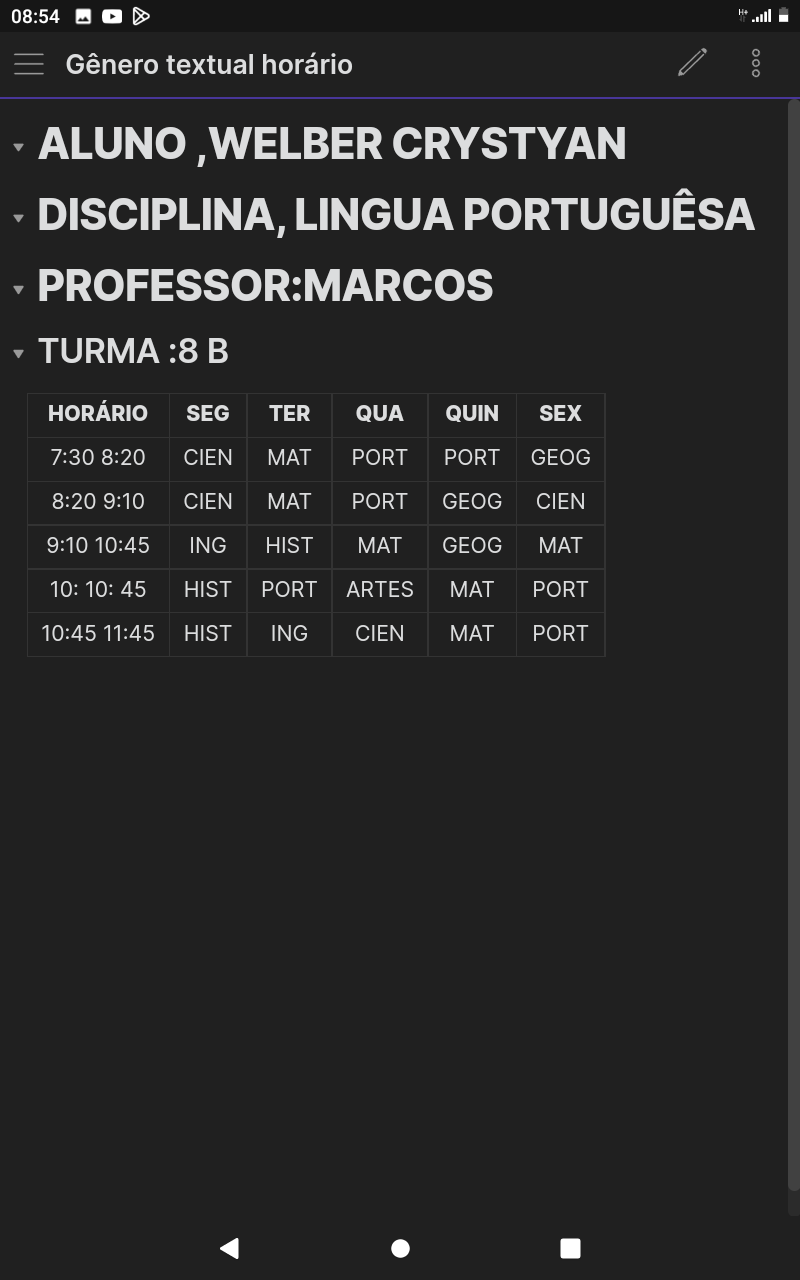 08:54
Gênero textual horário
ALUNO ,WELBER CRYSTYAN
DISCIPLINA, LINGUA PORTUGUÊSA
PROFESSOR:MARCOS
TURMA :8 B
HORÁRIO SEG TER QUA QUIN SEX
7:30 8:20 CIEN MAT PORT PORT GEOG
8:20 9:10 CIEN MAT PORT GEOG CIEN
9:10 10:45 ING HIST MAT GEOG MAT
10: 10: 45 HIST PORT ARTES MAT PORT
10:45 11:45 HIST ING CIEN MAT PORT